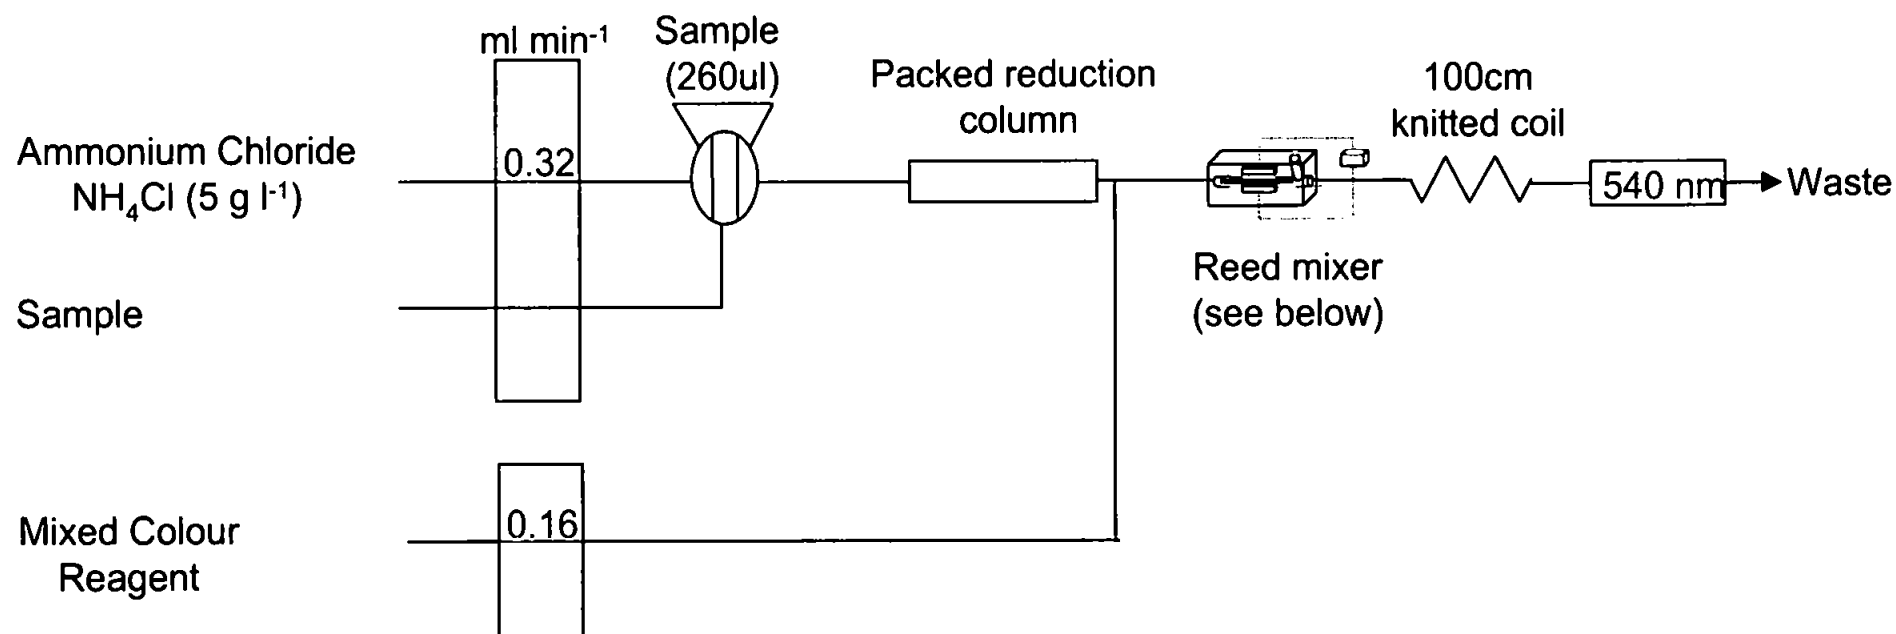 ml min⁻¹
Sample
(260ul)
Packed reduction
column
100cm
knitted coil
Ammonium Chloride
NH₄Cl (5 g l⁻¹)
0.32
540 nm
Waste
Reed mixer
(see below)
Sample
Mixed Colour
Reagent
0.16